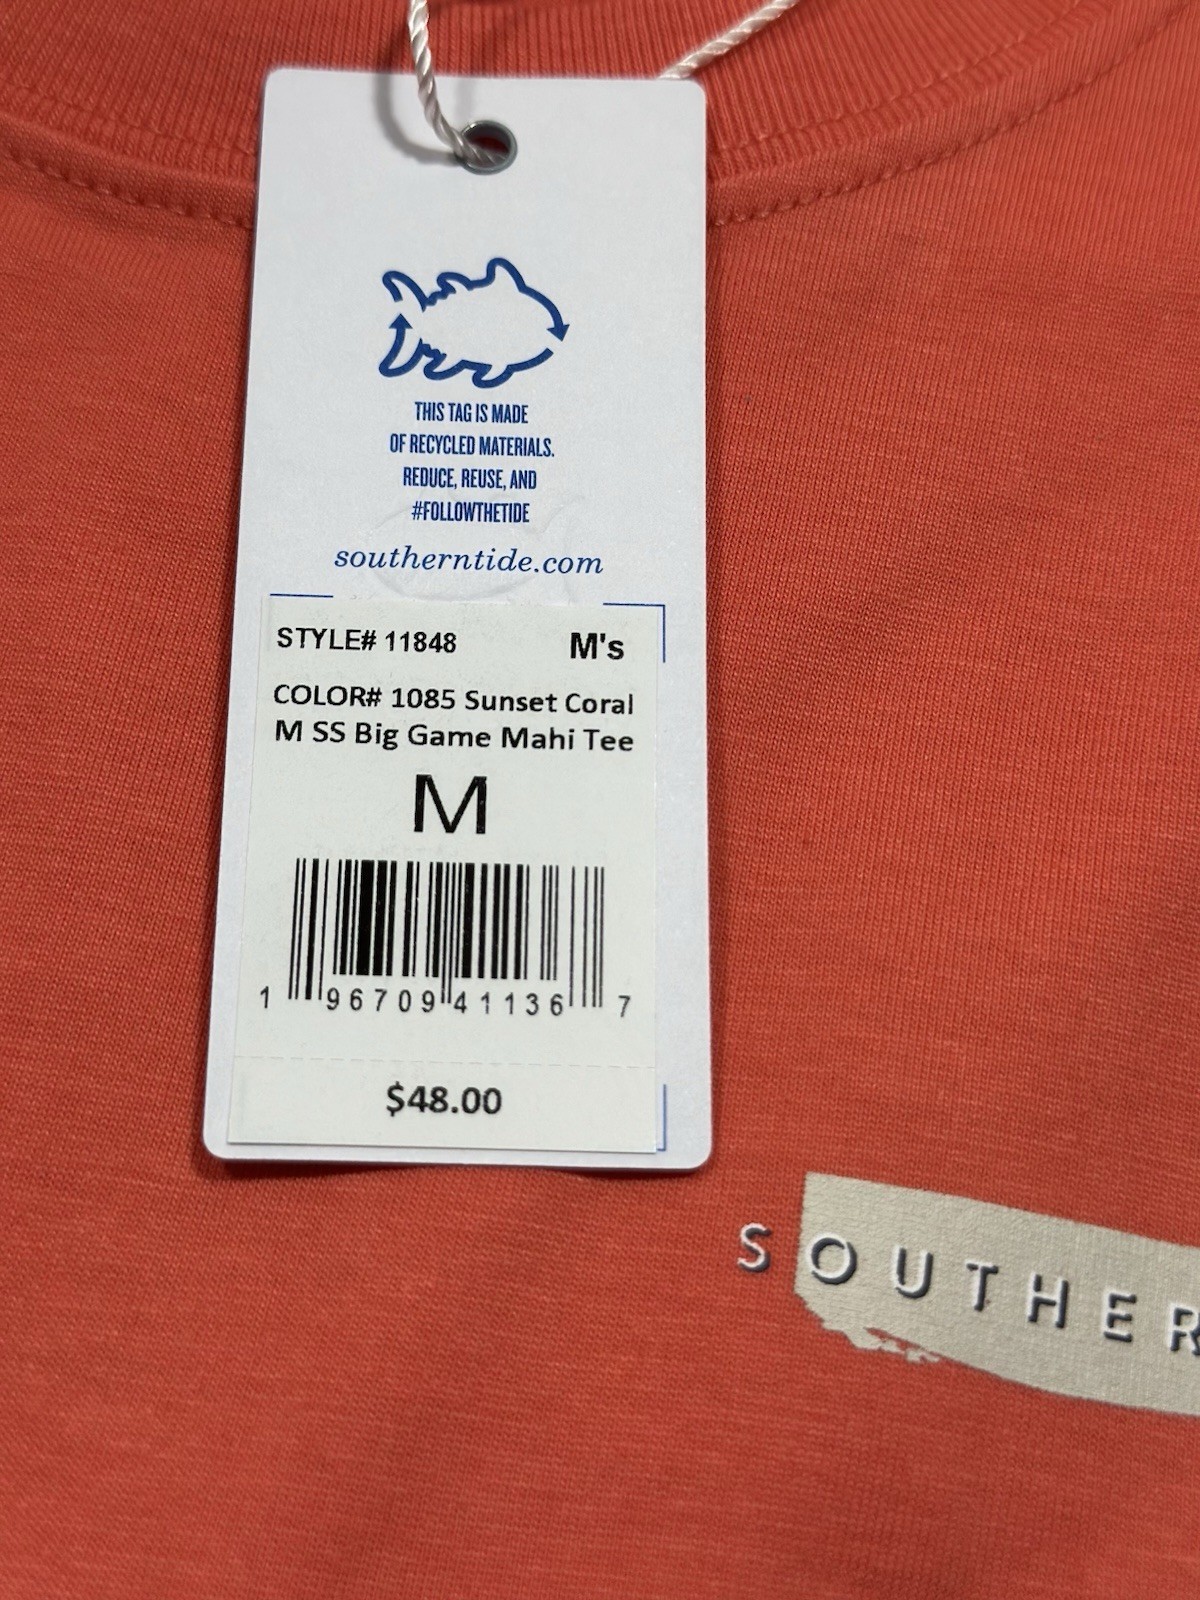 THIS TAG IS MADE
OF RECYCLED MATERIALS.
REDUCE, REUSE, AND
#FOLLOWTHETIDE
southerntide.com
STYLE# 11848 M's
COLOR# 1085 Sunset Coral
M SS Big Game Mahi Tee
M
1 96709 41136 7
$48.00
SOUTHER